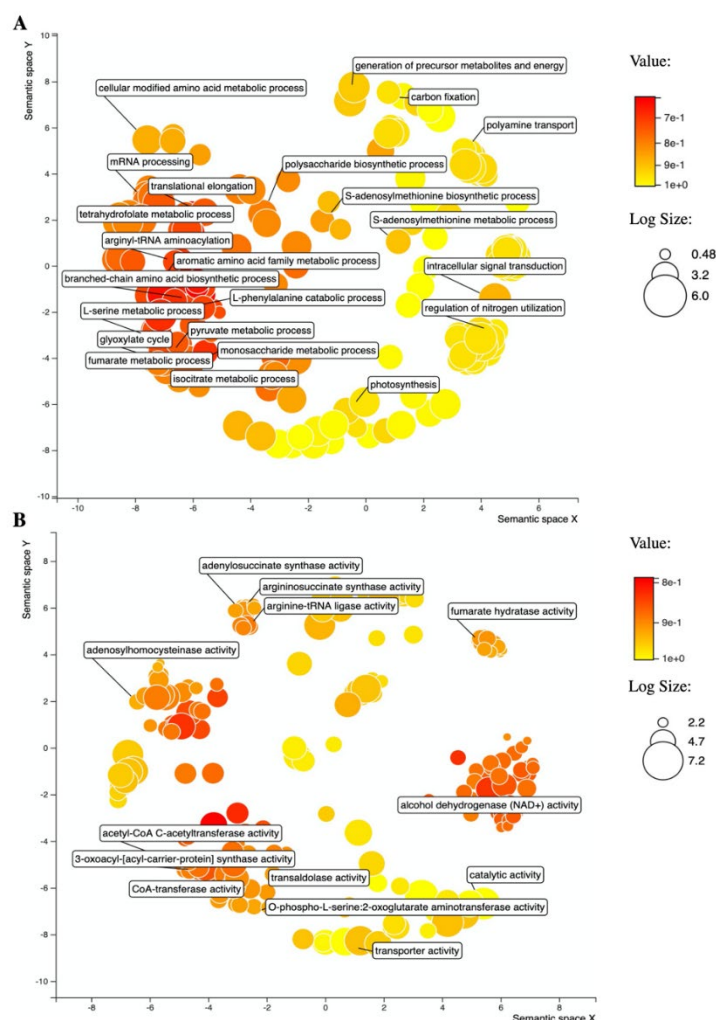 A
Semantic space Y
10
8
6
4
2
0
-2
-4
-6
-8
-10
generation of precursor metabolites and energy
cellular modified amino acid metabolic process
carbon fixation
polyamine transport
mRNA processing
polysaccharide biosynthetic process
translational elongation
S-adenosylmethionine biosynthetic process
tetrahydrofolate metabolic process
S-adenosylmethionine metabolic process
arginyl-tRNA aminoacylation
aromatic amino acid family metabolic process
intracellular signal transduction
branched-chain amino acid biosynthetic process
L-phenylalanine catabolic process
regulation of nitrogen utilization
L-serine metabolic process
pyruvate metabolic process
glyoxylate cycle
monosaccharide metabolic process
fumarate metabolic process
isocitrate metabolic process
photosynthesis
-10 -8 -6 -4 -2 0 2 4 6
Semantic space X
Value:
7e-1
8e-1
9e-1
1e+0
Log Size:
0.48
3.2
6.0
B
Semantic space Y
8
6
4
2
0
-2
-4
-6
-8
-10
adenylosuccinate synthase activity
argininosuccinate synthase activity
arginine-tRNA ligase activity
fumarate hydratase activity
adenosylhomocysteinase activity
alcohol dehydrogenase (NAD+) activity
acetyl-CoA C-acetyltransferase activity
3-oxoacyl-[acyl-carrier-protein] synthase activity
transaldolase activity
catalytic activity
CoA-transferase activity
O-phospho-L-serine:2-oxoglutarate aminotransferase activity
transporter activity
-8 -6 -4 -2 0 2 4 6 8
Semantic space X
Value:
8e-1
9e-1
1e+0
Log Size:
2.2
4.7
7.2